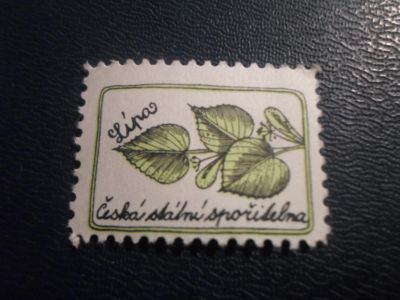 Lípa
Česká státní spořitelna